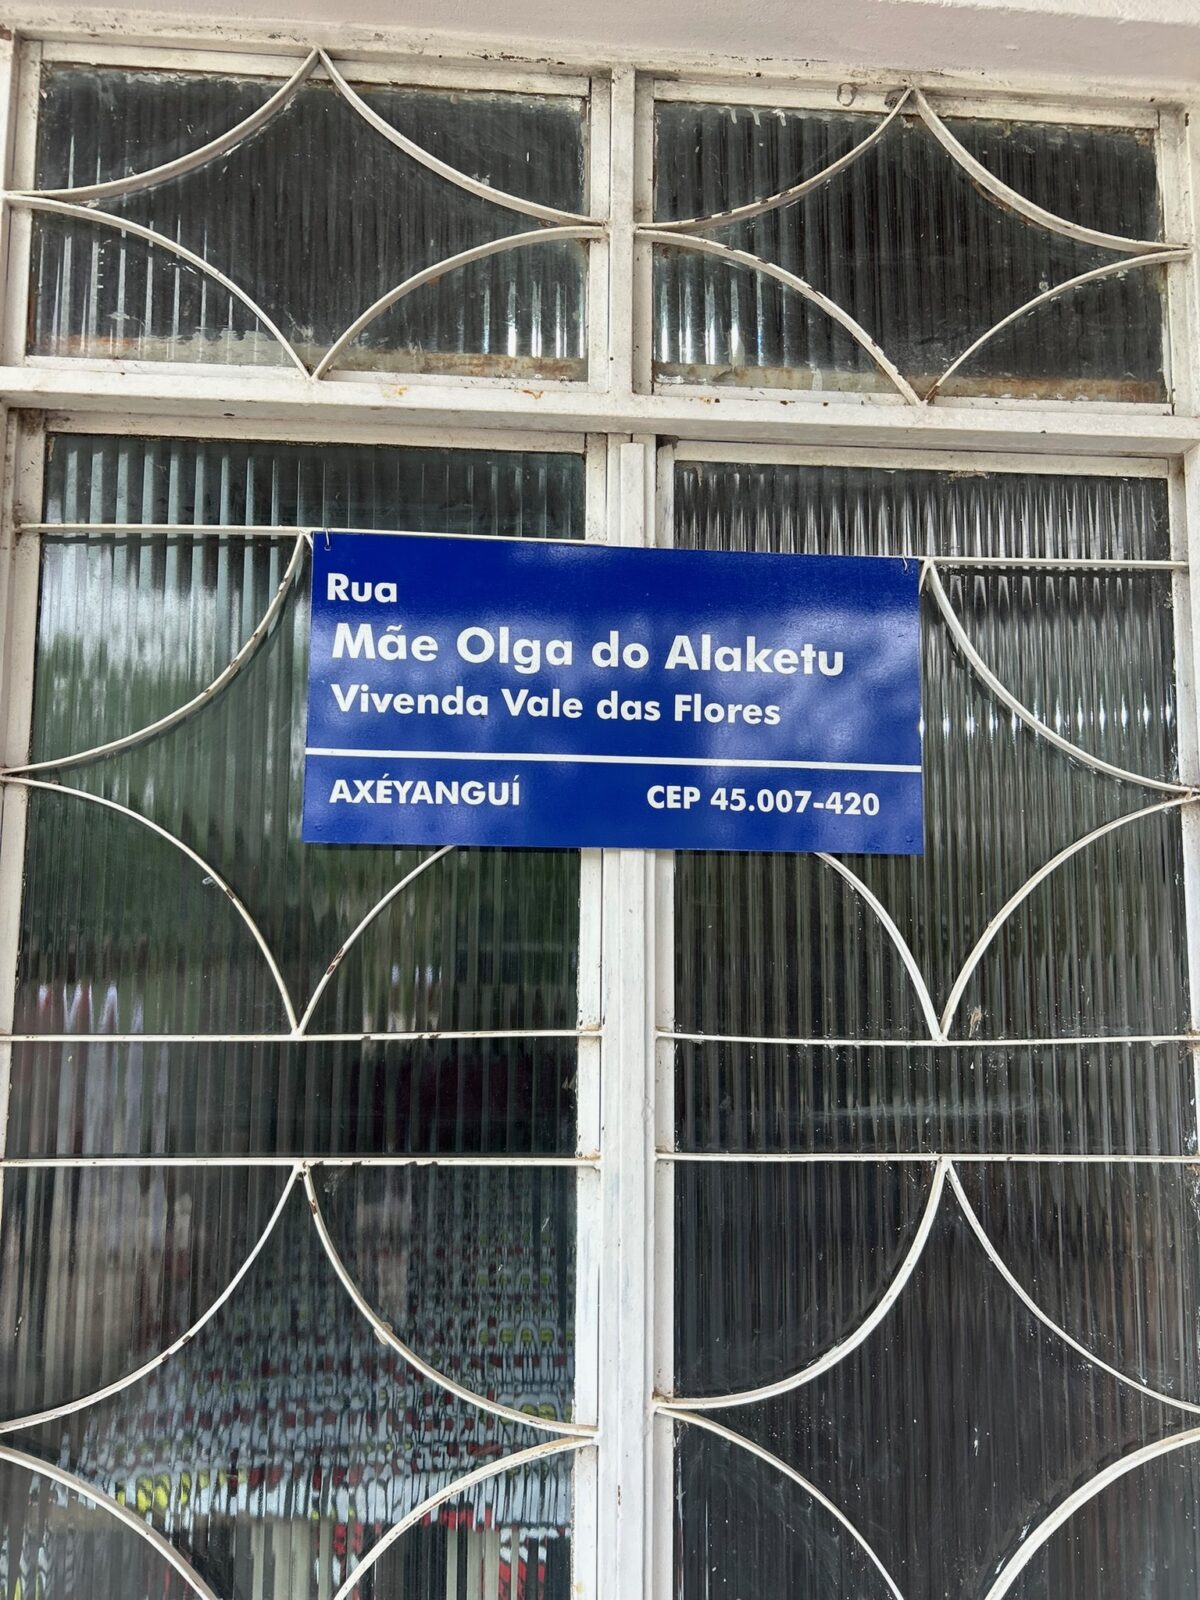 Rua
Mãe Olga do Alaketu
Vivenda Vale das Flores
AXÉYANGUÍ CEP 45.007-420